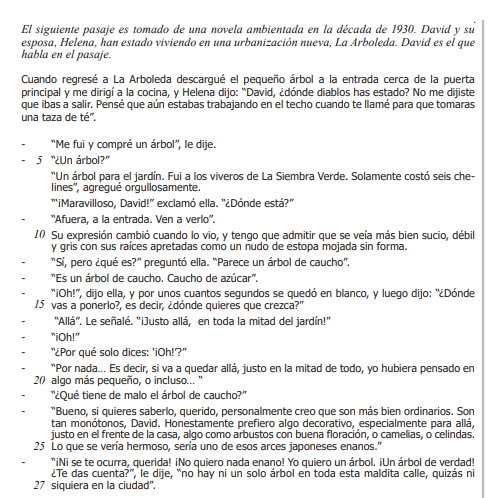 El siguiente pasaje es tomado de una novela ambientada en la década de 1930. David y su
esposa, Helena, han estado viviendo en una urbanización nueva, La Arboleda. David es el que
habla en el pasaje.
Cuando regresé a La Arboleda descargué el pequeño árbol a la entrada cerca de la puerta
principal y me dirigí a la cocina, y Helena dijo: “David, ¿dónde diablos has estado? No me dijiste
que ibas a salir. Pensé que aún estabas trabajando en el techo cuando te llamé para que tomaras
una taza de té”.
- “Me fui y compré un árbol”, le dije.
- 5 “¿Un árbol?”
“Un árbol para el jardín. Fui a los viveros de La Siembra Verde. Solamente costó seis che-
lines”, agregué orgullosamente.
“‘¡Maravilloso, David!” exclamó ella. “¿Dónde está?”
- “Afuera, a la entrada. Ven a verlo”.
10 Su expresión cambió cuando lo vio, y tengo que admitir que se veía más bien sucio, débil
y gris con sus raíces apretadas como un nudo de estopa mojada sin forma.
- “Sí, pero ¿qué es?” preguntó ella. “Parece un árbol de caucho”.
- “Es un árbol de caucho. Caucho de azúcar”.
- “¡Oh!”, dijo ella, y por unos cuantos segundos se quedó en blanco, y luego dijo: “¿Dónde
15 vas a ponerlo?, es decir, ¿dónde quieres que crezca?”
- “Allá”. Le señalé. “¡Justo allá, en toda la mitad del jardín!”
- “¡Oh!”
- “¿Por qué solo dices: ‘¡Oh!’?”
- “Por nada... Es decir, si va a quedar allá, justo en la mitad de todo, yo hubiera pensado en
20 algo más pequeño, o incluso... “
- “¿Qué tiene de malo el árbol de caucho?”
- “Bueno, si quieres saberlo, querido, personalmente creo que son más bien ordinarios. Son
tan monótonos, David. Honestamente prefiero algo decorativo, especialmente para allá,
justo en el frente de la casa, algo como arbustos con buena floración, o camelias, o celindas.
25 Lo que se vería hermoso, sería uno de esos arces japoneses enanos.”
- “¡Ni se te ocurra, querida! ¡No quiero nada enano! Yo quiero un árbol. ¡Un árbol de verdad!
¿Te das cuenta?”, le dije, “no hay ni un solo árbol en toda esta maldita calle, quizás ni
27 siquiera en la ciudad”.